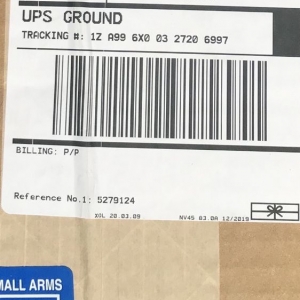 UPS GROUND
TRACKING #: 1Z A99 6X0 03 2720 6997
BILLING: P/P
Reference No.1: 5279124
XOL 20.03.09 NV45 83.0A 12/2019
MALL ARMS